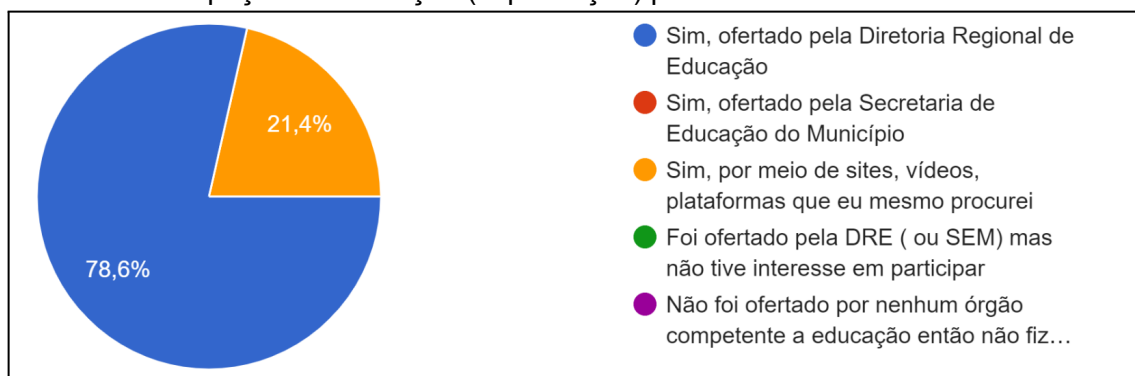 21,4%
78,6%
Sim, ofertado pela Diretoria Regional de
Educação
Sim, ofertado pela Secretaria de
Educação do Município
Sim, por meio de sites, vídeos,
plataformas que eu mesmo procurei
Foi ofertado pela DRE ( ou SEM) mas
não tive interesse em participar
Não foi ofertado por nenhum órgão
competente a educação então não fiz…